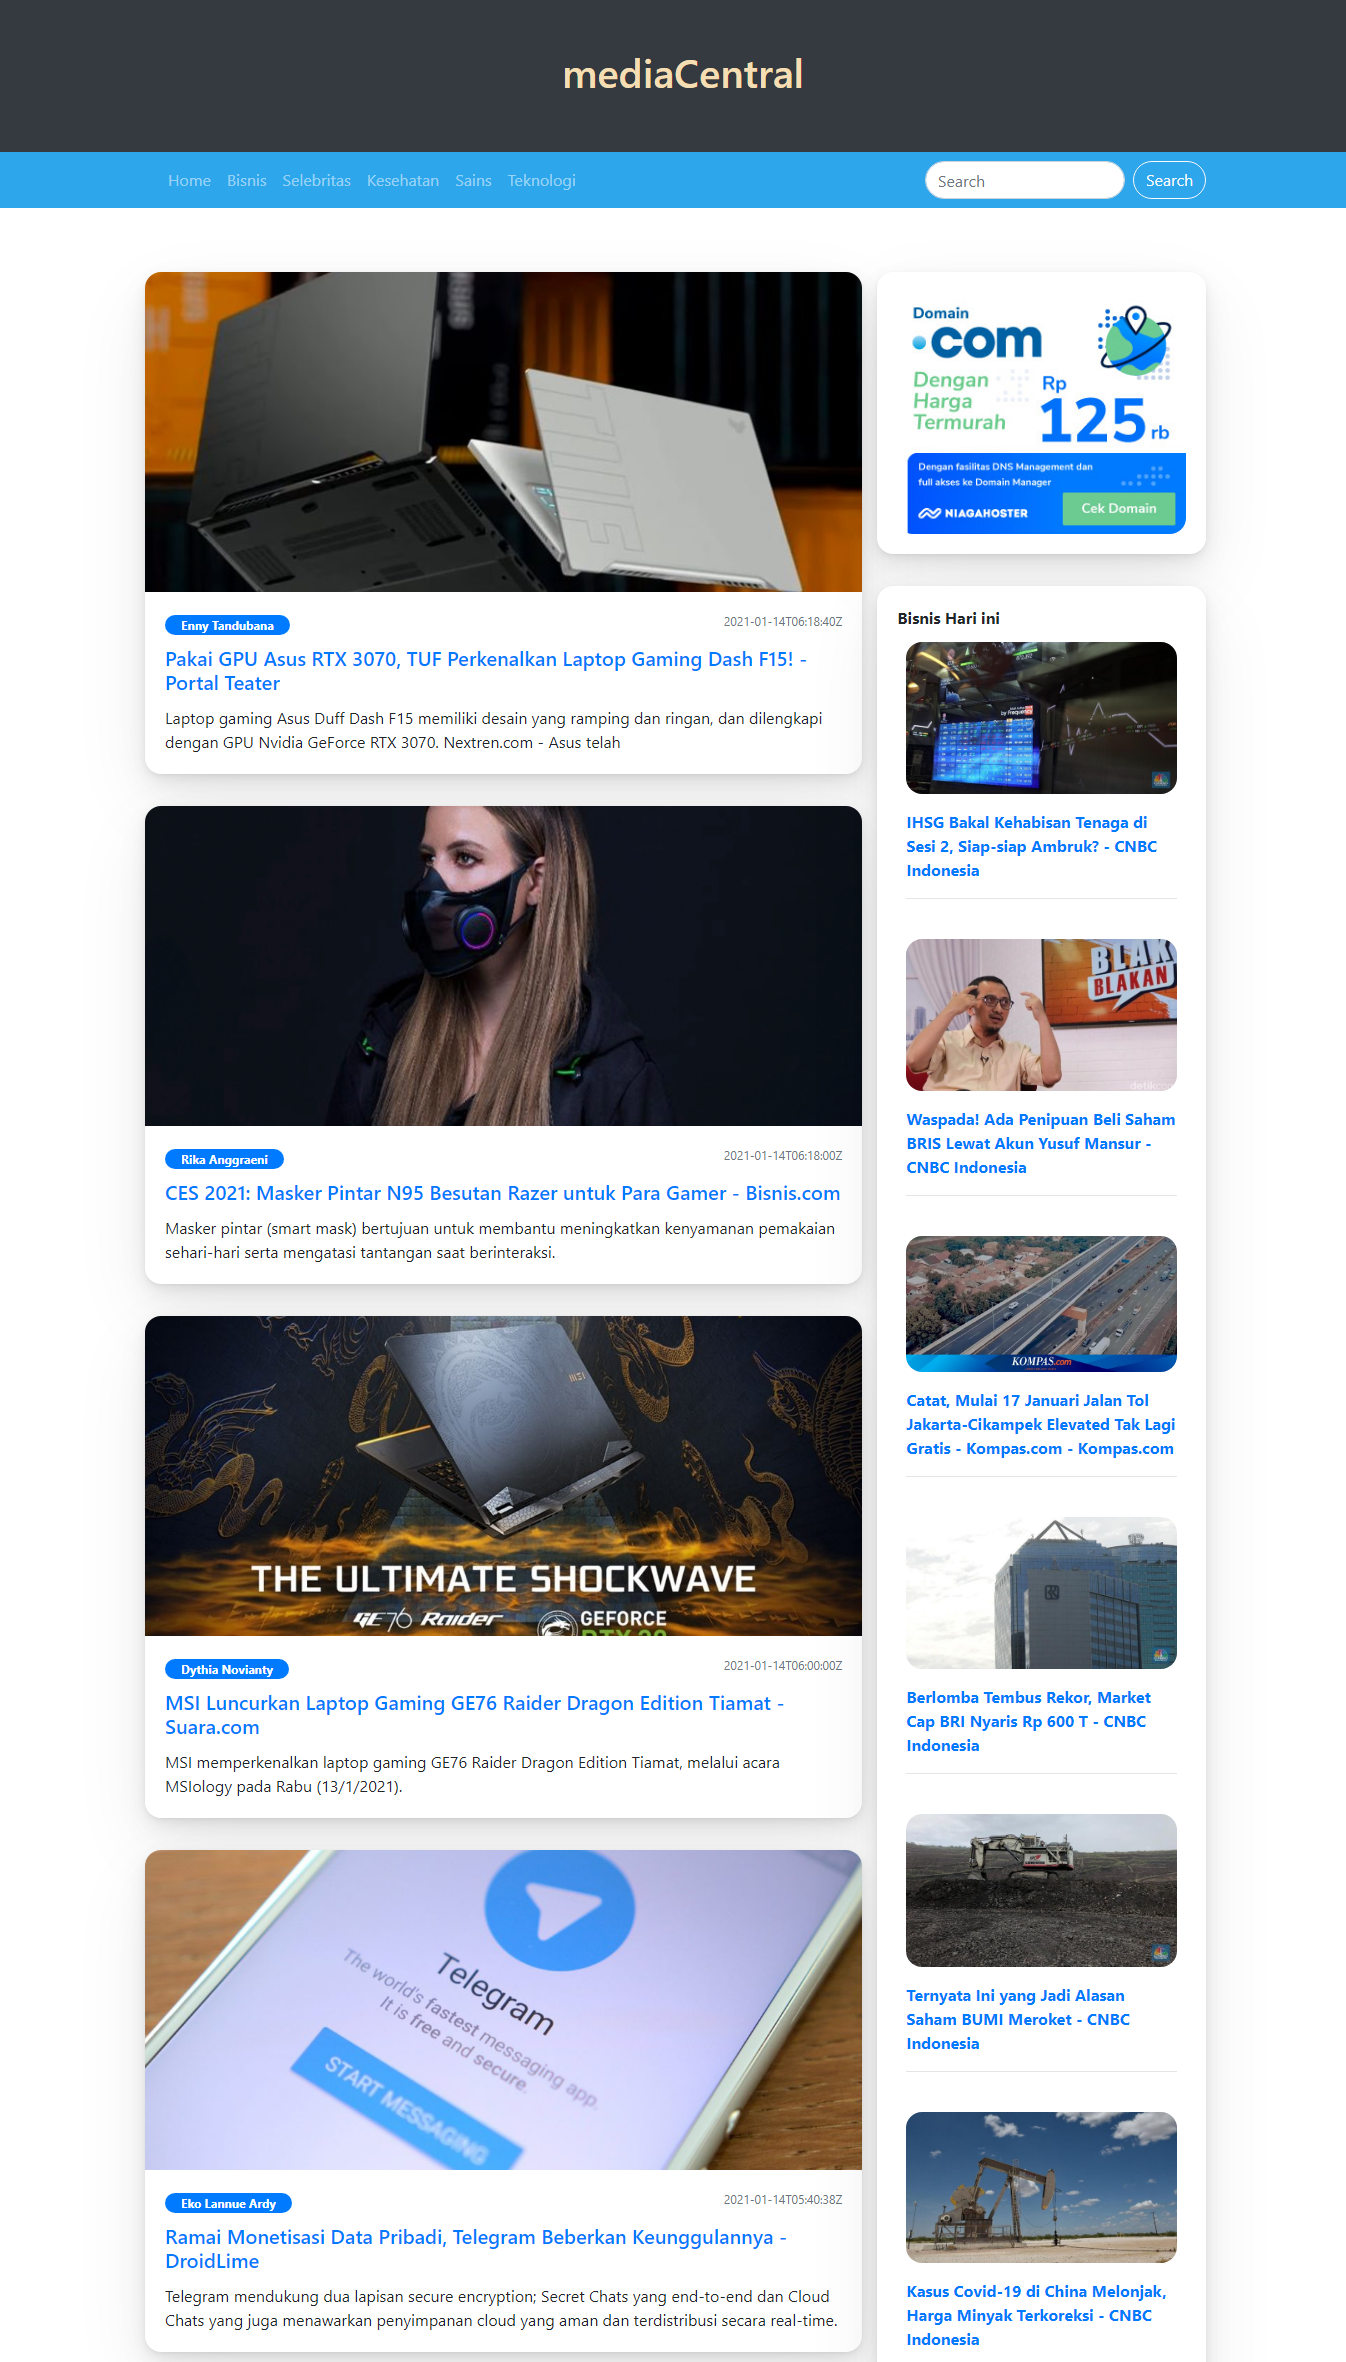 mediaCentral
Home Bisnis Selebritas Kesehatan Sains Teknologi
Search
Search
Enny Tandubana
2021-01-14T06:18:40Z
Pakai GPU Asus RTX 3070, TUF Perkenalkan Laptop Gaming Dash F15! -
Portal Teater
Laptop gaming Asus Duff Dash F15 memiliki desain yang ramping dan ringan, dan dilengkapi
dengan GPU Nvidia GeForce RTX 3070. Nextren.com - Asus telah
Rika Anggraeni
2021-01-14T06:18:00Z
CES 2021: Masker Pintar N95 Besutan Razer untuk Para Gamer - Bisnis.com
Masker pintar (smart mask) bertujuan untuk membantu meningkatkan kenyamanan pemakaian
sehari-hari serta mengatasi tantangan saat berinteraksi.
msi
THE ULTIMATE SHOCKWAVE
GE76 Raider
GEFORCE
RTX 30
Dythia Novianty
2021-01-14T06:00:00Z
MSI Luncurkan Laptop Gaming GE76 Raider Dragon Edition Tiamat -
Suara.com
MSI memperkenalkan laptop gaming GE76 Raider Dragon Edition Tiamat, melalui acara
MSIology pada Rabu (13/1/2021).
Telegram
The world's fastest messaging app.
It is free and secure.
START MESSAGING
Eko Lannue Ardy
2021-01-14T05:40:38Z
Ramai Monetisasi Data Pribadi, Telegram Beberkan Keunggulannya -
DroidLime
Telegram mendukung dua lapisan secure encryption; Secret Chats yang end-to-end dan Cloud
Chats yang juga menawarkan penyimpanan cloud yang aman dan terdistribusi secara real-time.
Domain
.com
Dengan
Harga
Termurah
Rp
125 rb
Dengan fasilitas DNS Management dan
full akses ke Domain Manager
NIAGAHOSTER
Cek Domain
Bisnis Hari ini
by Frequency
IHSG Bakal Kehabisan Tenaga di
Sesi 2, Siap-siap Ambruk? - CNBC
Indonesia
BLAK
BLAKAN
detikcom
Waspada! Ada Penipuan Beli Saham
BRIS Lewat Akun Yusuf Mansur -
CNBC Indonesia
KOMPAS.com
Catat, Mulai 17 Januari Jalan Tol
Jakarta-Cikampek Elevated Tak Lagi
Gratis - Kompas.com - Kompas.com
Berlomba Tembus Rekor, Market
Cap BRI Nyaris Rp 600 T - CNBC
Indonesia
Ternyata Ini yang Jadi Alasan
Saham BUMI Meroket - CNBC
Indonesia
Kasus Covid-19 di China Melonjak,
Harga Minyak Terkoreksi - CNBC
Indonesia